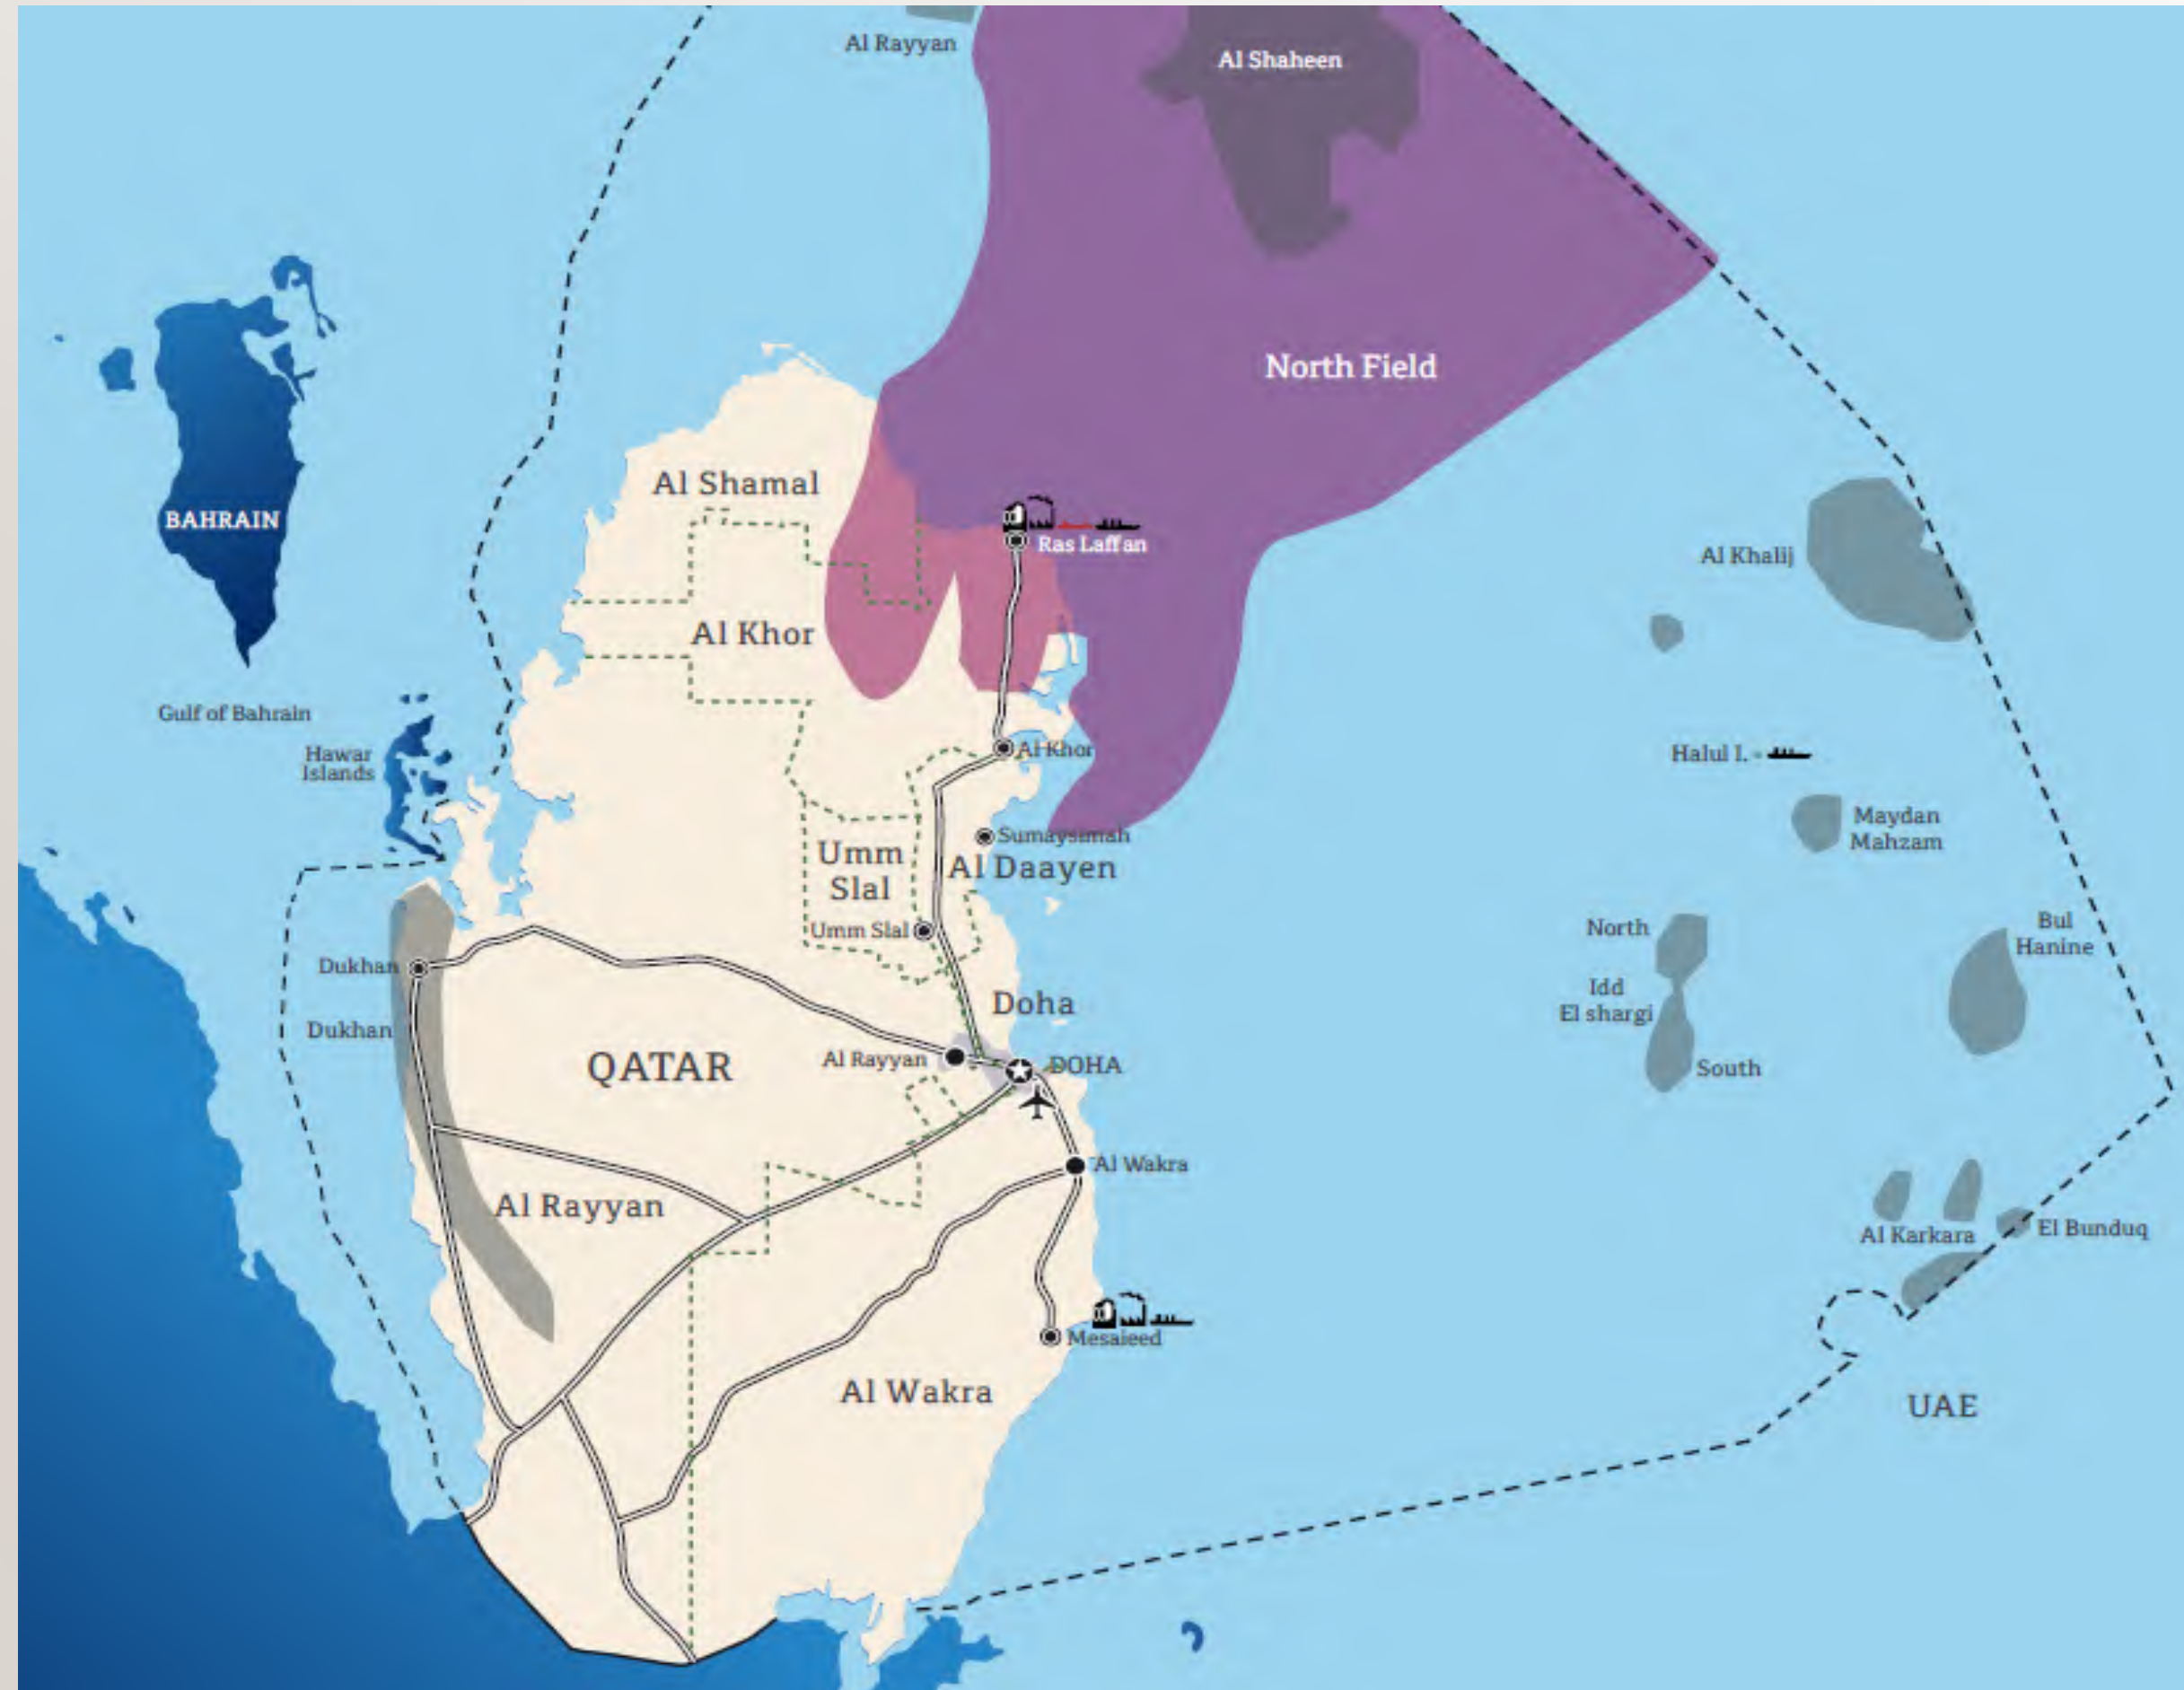 Al Rayyan
Al Shaheen
North Field
Al Shamal
BAHRAIN
Ras Laffan
Al Khalij
Al Khor
Gulf of Bahrain
Hawar
Islands
Al Khor
Halul I.
Maydan
Mahzam
Sumaysimah
Umm
Slal
Al Daayen
Umm Slal
North
Bul
Hanine
Dukhan
Idd
El shargi
Doha
Dukhan
QATAR
Al Rayyan
DOHA
South
Al Wakra
Al Rayyan
Al Karkara
El Bunduq
Mesaieed
Al Wakra
UAE